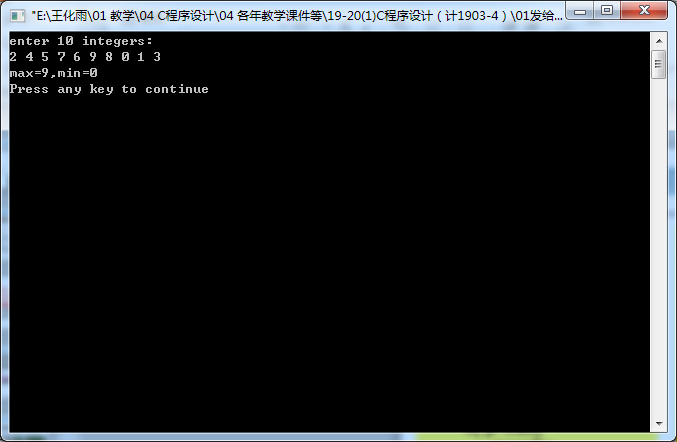 "E:\王化雨\01 教学\04 C程序设计\04 各年教学课件等\19-20(1)C程序设计（计1903-4）\01发给...
enter 10 integers:
2 4 5 7 6 9 8 0 1 3
max=9,min=0
Press any key to continue